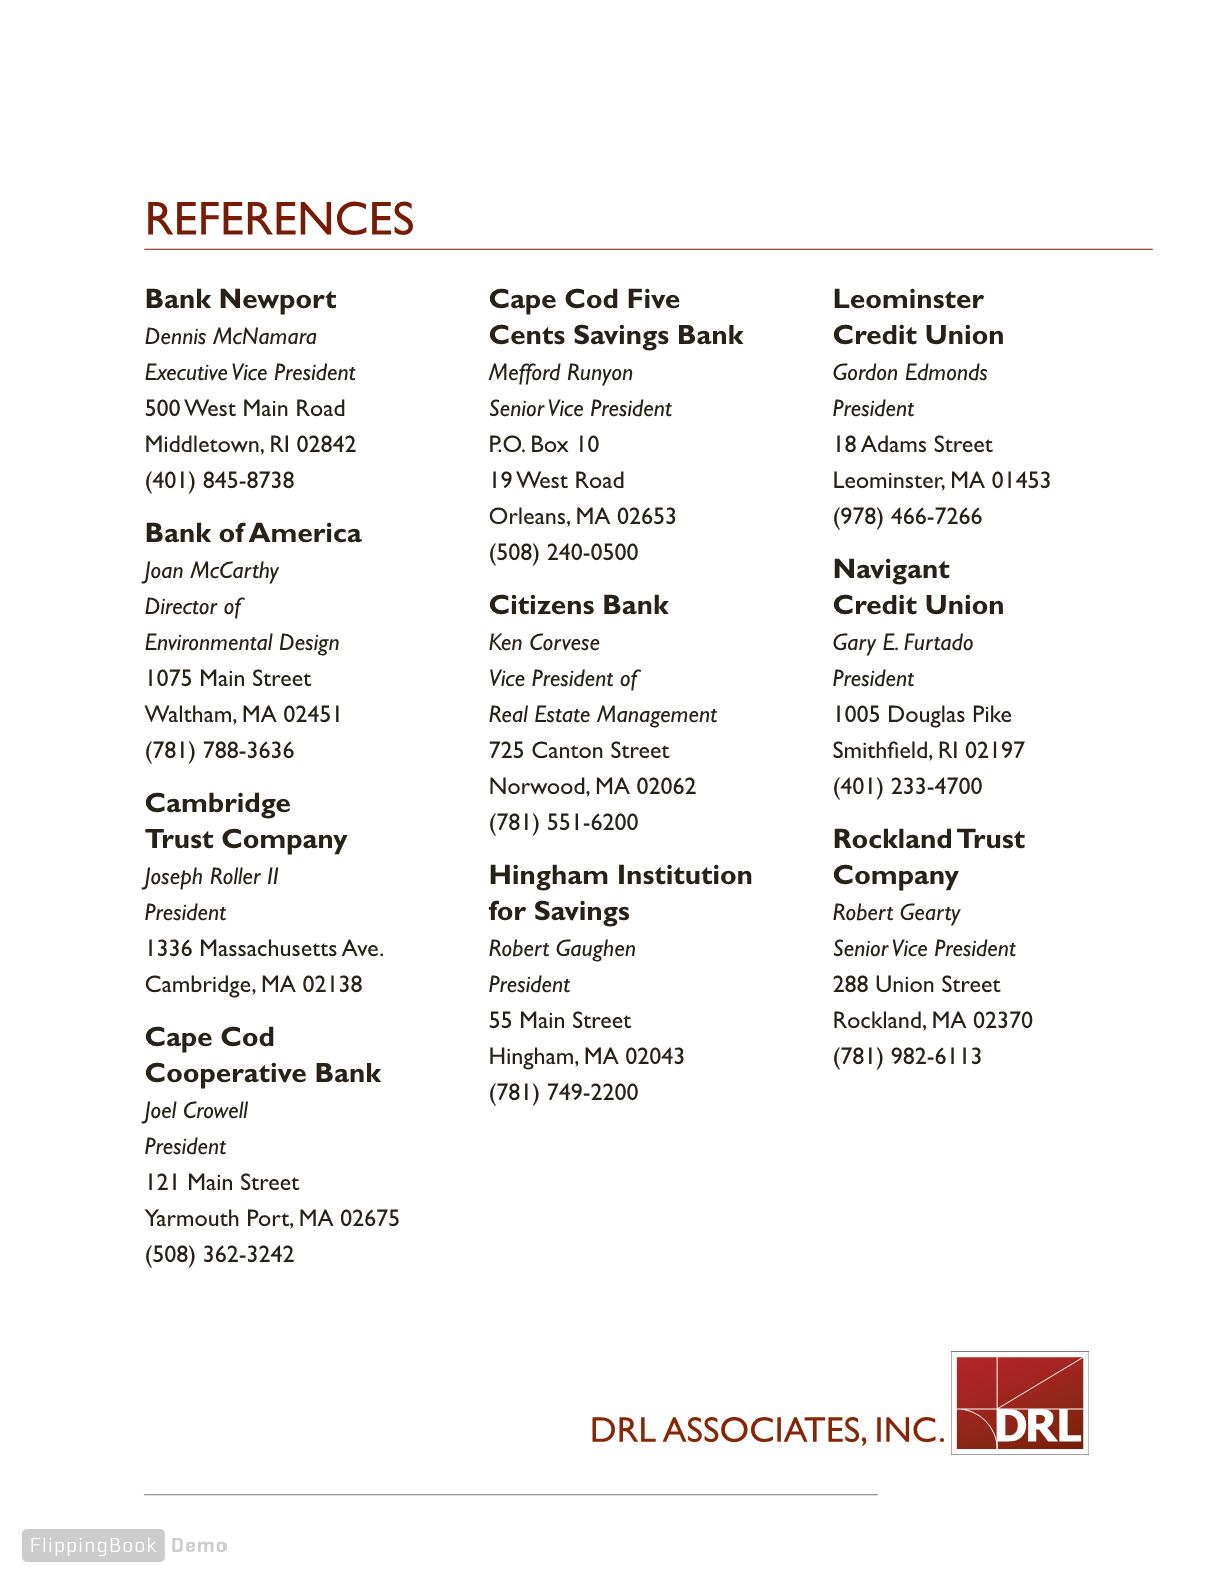 REFERENCES
Bank Newport
Dennis McNamara
Executive Vice President
500 West Main Road
Middletown, RI 02842
(401) 845-8738
Bank of America
Joan McCarthy
Director of
Environmental Design
1075 Main Street
Waltham, MA 02451
(781) 788-3636
Cambridge
Trust Company
Joseph Roller II
President
1336 Massachusetts Ave.
Cambridge, MA 02138
Cape Cod
Cooperative Bank
Joel Crowell
President
121 Main Street
Yarmouth Port, MA 02675
(508) 362-3242
Cape Cod Five
Cents Savings Bank
Mefford Runyon
Senior Vice President
P.O. Box 10
19 West Road
Orleans, MA 02653
(508) 240-0500
Citizens Bank
Ken Corvese
Vice President of
Real Estate Management
725 Canton Street
Norwood, MA 02062
(781) 551-6200
Hingham Institution
for Savings
Robert Gaughen
President
55 Main Street
Hingham, MA 02043
(781) 749-2200
Leominster
Credit Union
Gordon Edmonds
President
18 Adams Street
Leominster, MA 01453
(978) 466-7266
Navigant
Credit Union
Gary E. Furtado
President
1005 Douglas Pike
Smithfield, RI 02197
(401) 233-4700
Rockland Trust
Company
Robert Gearty
Senior Vice President
288 Union Street
Rockland, MA 02370
(781) 982-6113
DRL ASSOCIATES, INC.
DRL
FlippingBook Demo